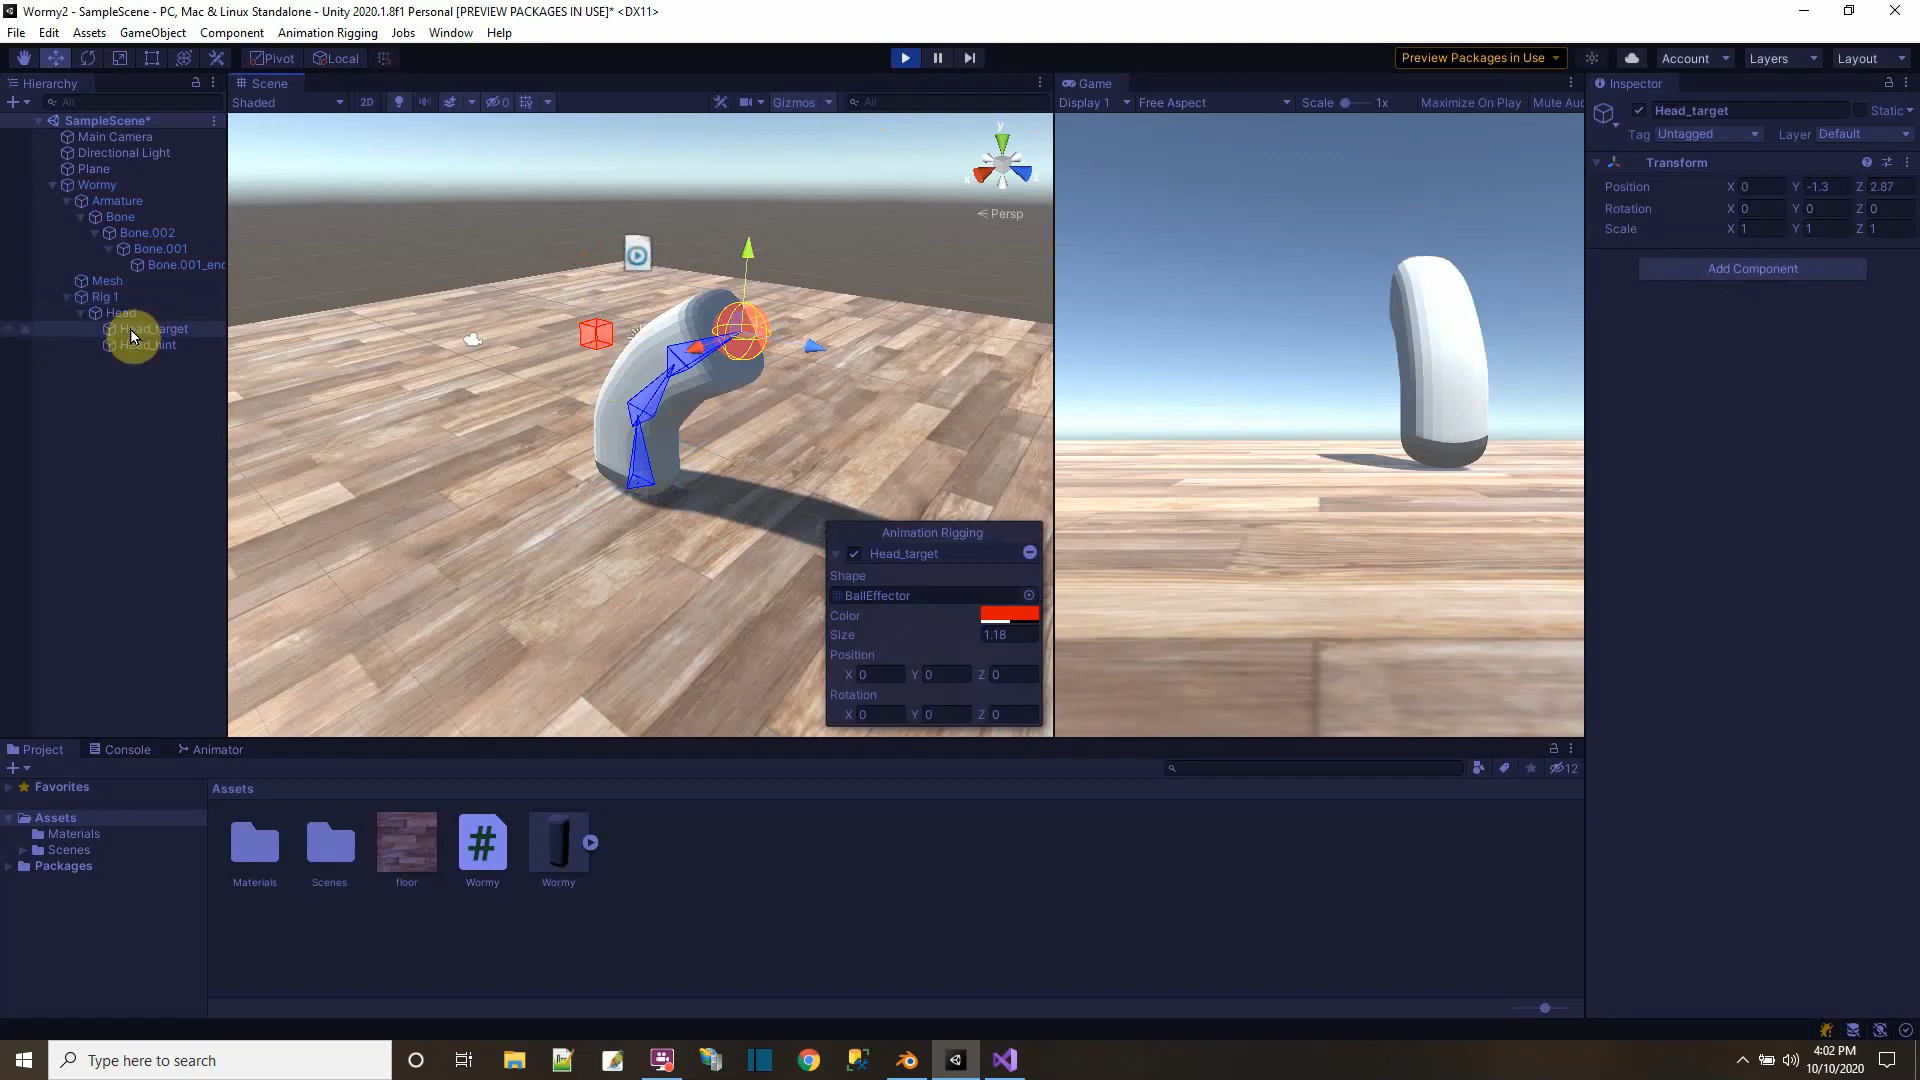 Wormy2 - SampleScene - PC, Mac & Linux Standalone - Unity 2020.1.8f1 Personal [PREVIEW PACKAGES IN USE]* <DX11>
File Edit Assets GameObject Component Animation Rigging Jobs Window Help
Pivot Local Preview Packages in Use Account Layers Layout
Hierarchy
All
SampleScene*
Main Camera
Directional Light
Plane
Wormy
Armature
Bone
Bone.002
Bone.001
Bone.001_end
Mesh
Rig 1
Head
Head_target
Head_hint
Scene
Shaded 2D 0 Gizmos All
y
x
Persp
Animation Rigging
Head_target
Shape
BallEffector
Color
Size 1.18
Position
X 0 Y 0 Z 0
Rotation
X 0 Y 0 Z 0
Game
Display 1 Free Aspect Scale 1x Maximize On Play Mute Aud
Inspector
Head_target Static
Tag Untagged Layer Default
Transform
Position X 0 Y -1.3 Z 2.87
Rotation X 0 Y 0 Z 0
Scale X 1 Y 1 Z 1
Add Component
Project Console Animator
12
Favorites
Assets
Materials
Scenes
Packages
Assets
Materials Scenes floor Wormy Wormy
#
Type here to search
4:02 PM
10/10/2020